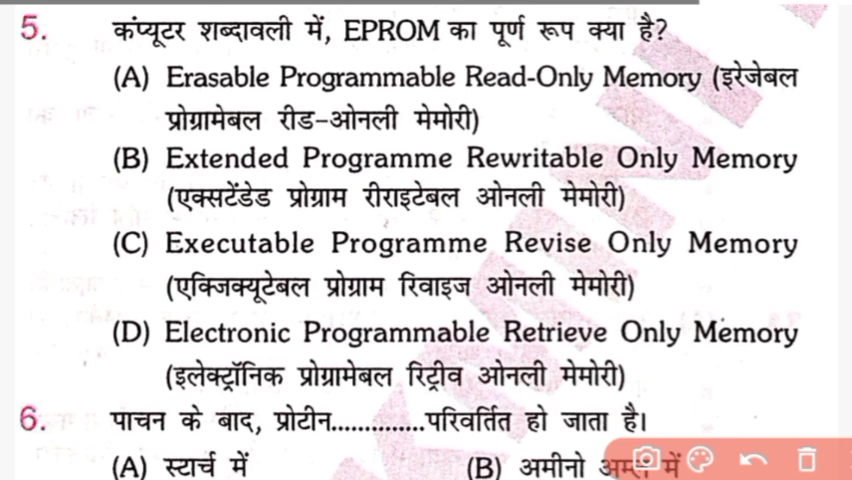 5. कंप्यूटर शब्दावली में, EPROM का पूर्ण रूप क्या है?
(A) Erasable Programmable Read-Only Memory (इरेजेबल
प्रोग्रामेबल रीड-ओनली मेमोरी)
(B) Extended Programme Rewritable Only Memory
(एक्सटेंडेड प्रोग्राम रीराइटेबल ओनली मेमोरी)
(C) Executable Programme Revise Only Memory
(एक्जिक्यूटेबल प्रोग्राम रिवाइज ओनली मेमोरी)
(D) Electronic Programmable Retrieve Only Memory
(इलेक्ट्रॉनिक प्रोग्रामेबल रिट्रीव ओनली मेमोरी)
6. पाचन के बाद, प्रोटीन..............परिवर्तित हो जाता है।
(A) स्टार्च में (B) अमीनो अम्ल में